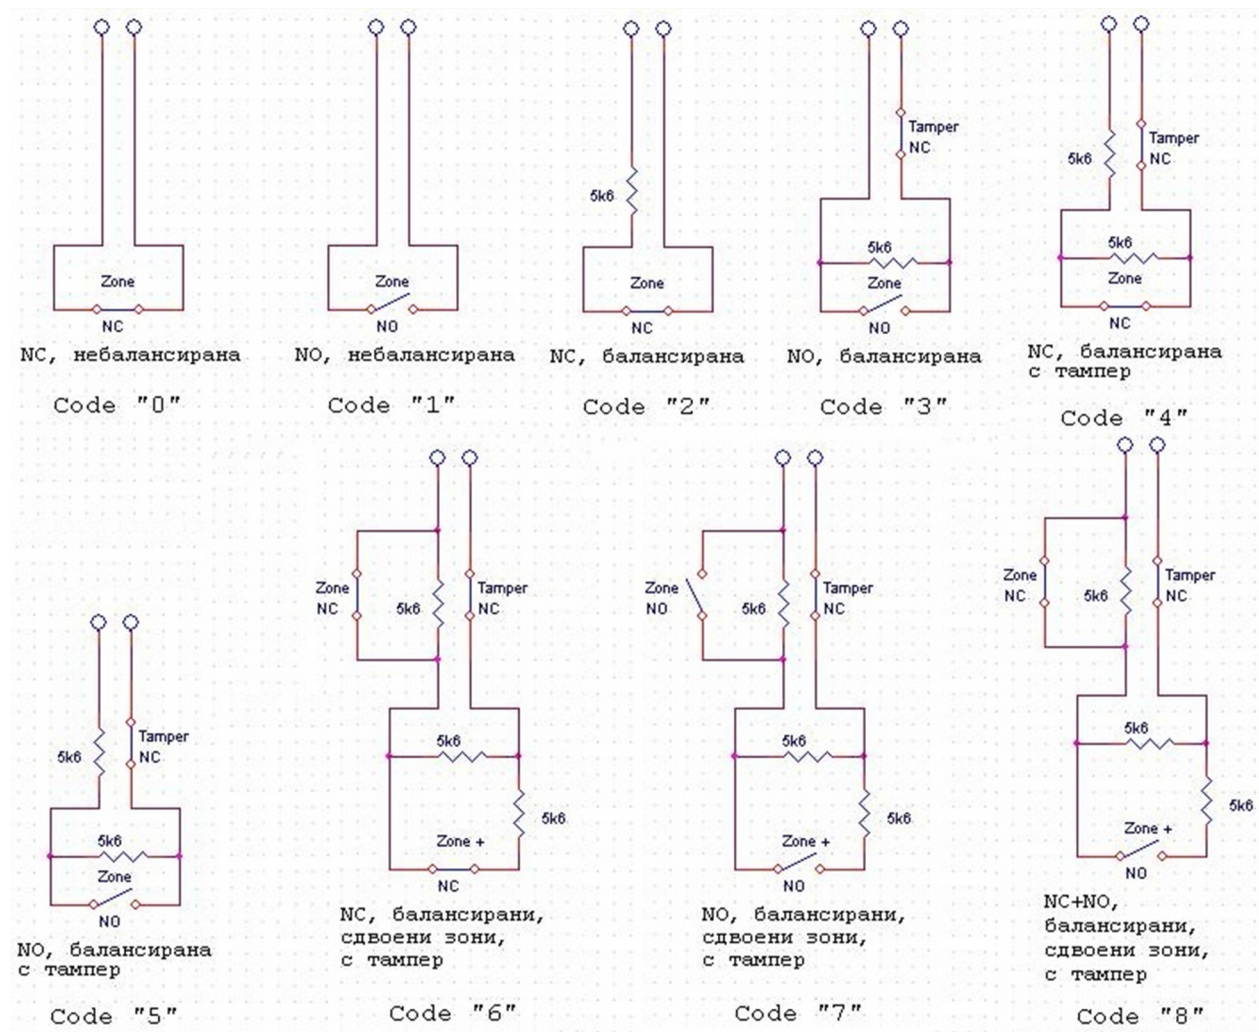 Zone
NC
NC, небалансирана
Code "0"
Zone
NO
NO, небалансирана
Code "1"
5k6
Zone
NC
NC, балансирана
Code "2"
Tamper
NC
5k6
Zone
NO
NO, балансирана
Code "3"
5k6
Tamper
NC
5k6
Zone
NC
NC, балансирана
с тампер
Code "4"
5k6
Tamper
NC
5k6
Zone
NO
NO, балансирана
с тампер
Code "5"
Zone
NC
5k6
Tamper
NC
5k6
5k6
Zone +
NC
NC, балансирани,
сдвоени зони,
с тампер
Code "6"
Zone
NO
5k6
Tamper
NC
5k6
5k6
Zone +
NO
NO, балансирани,
сдвоени зони,
с тампер
Code "7"
Zone
NC
5k6
Tamper
NC
5k6
5k6
Zone +
NO
NC+NO,
балансирани,
сдвоени зони,
с тампер
Code "8"